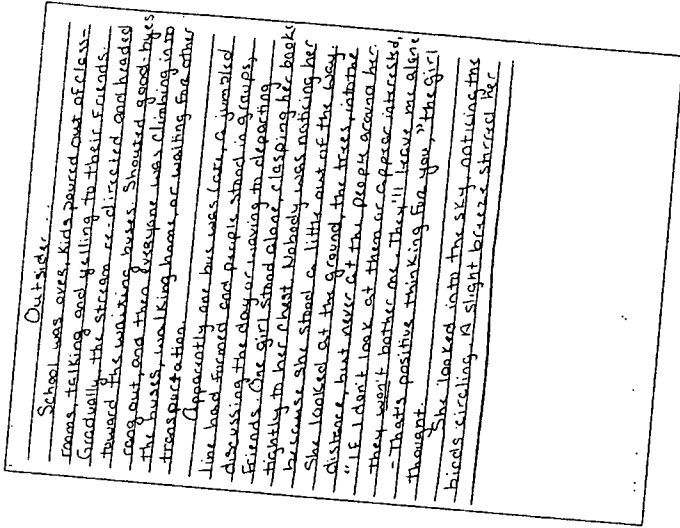 Outsider...
School was over, kids poured out of class-
rooms, talking and yelling to their friends.
Gradually the stream re-directed and headed
toward the waiting buses. Shouted good-byes
rang out, and then everyone was climbing into
the buses, walking home, or waiting for other
transportation.
Apparently one bus was late, a jumbled
line had formed and people stood in groups,
discussing the day or waving to departing
friends. One girl stood alone, clasping her books
tightly to her chest. Nobody was noticing her
because she stood a little out of the way.
She looked at the ground, the trees, into the
distance, but never at the people around her.
"If I don't look at them or appear interested,
they won't bother me. They'll leave me alone
- That's positive thinking for you," the girl
thought.
She looked into the sky, noticing the
birds circling. A slight breeze stirred her